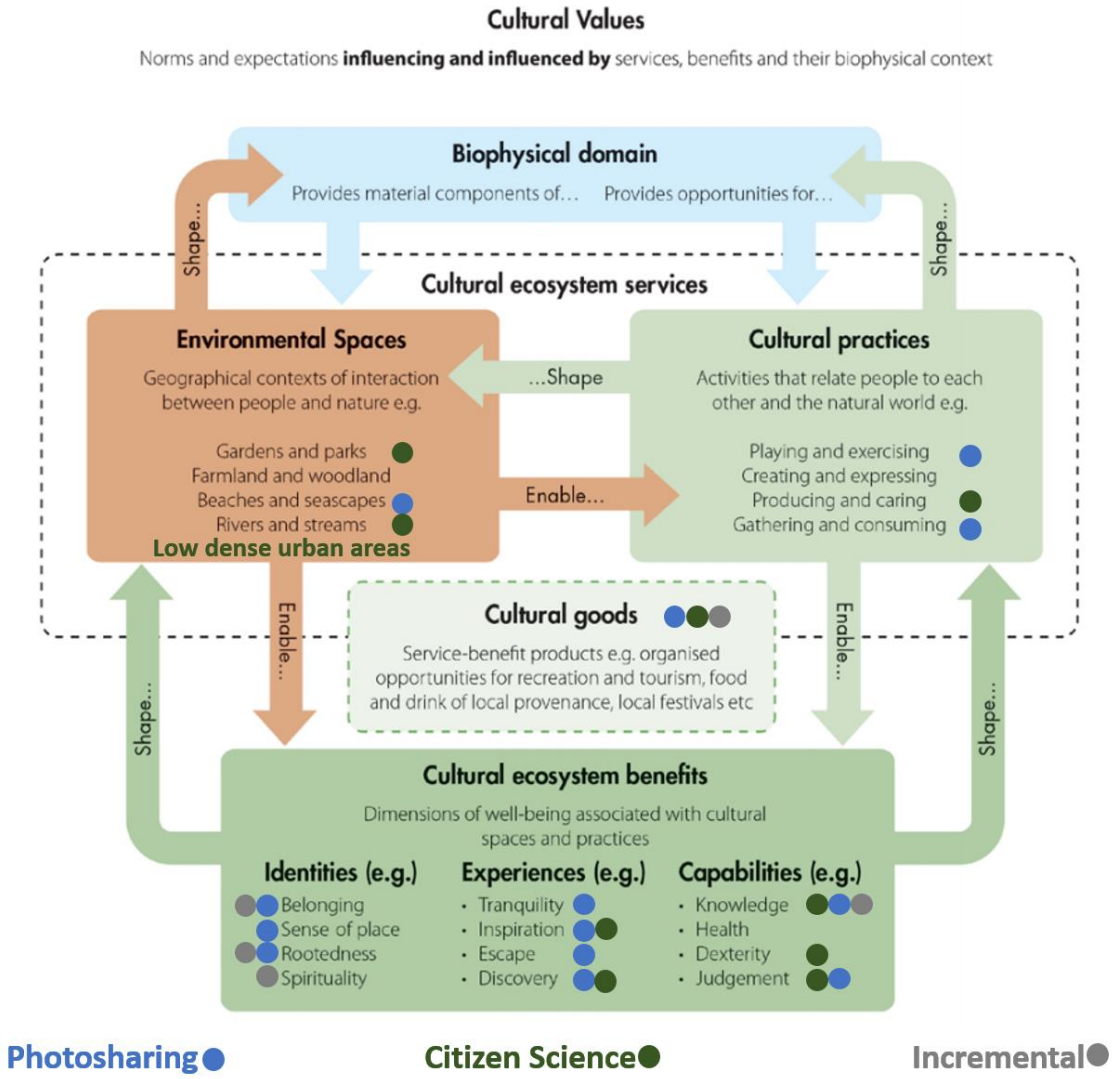 Cultural Values
Norms and expectations influencing and influenced by services, benefits and their biophysical context
Biophysical domain
Provides material components of... Provides opportunities for...
Shape...
Shape...
Cultural ecosystem services
Environmental Spaces
Geographical contexts of interaction
between people and nature e.g.
Gardens and parks
Farmland and woodland
Beaches and seascapes
Rivers and streams
Low dense urban areas
...Shape
Enable...
Cultural practices
Activities that relate people to each
other and the natural world e.g.
Playing and exercising
Creating and expressing
Producing and caring
Gathering and consuming
Enable...
Cultural goods
Service-benefit products e.g. organised
opportunities for recreation and tourism, food
and drink of local provenance, local festivals etc
Enable...
Shape...
Shape...
Cultural ecosystem benefits
Dimensions of well-being associated with cultural
spaces and practices
Identities (e.g.)
Belonging
Sense of place
Rootedness
Spirituality
Experiences (e.g.)
• Tranquility
• Inspiration
• Escape
• Discovery
Capabilities (e.g.)
• Knowledge
• Health
• Dexterity
• Judgement
Photosharing
Citizen Science
Incremental